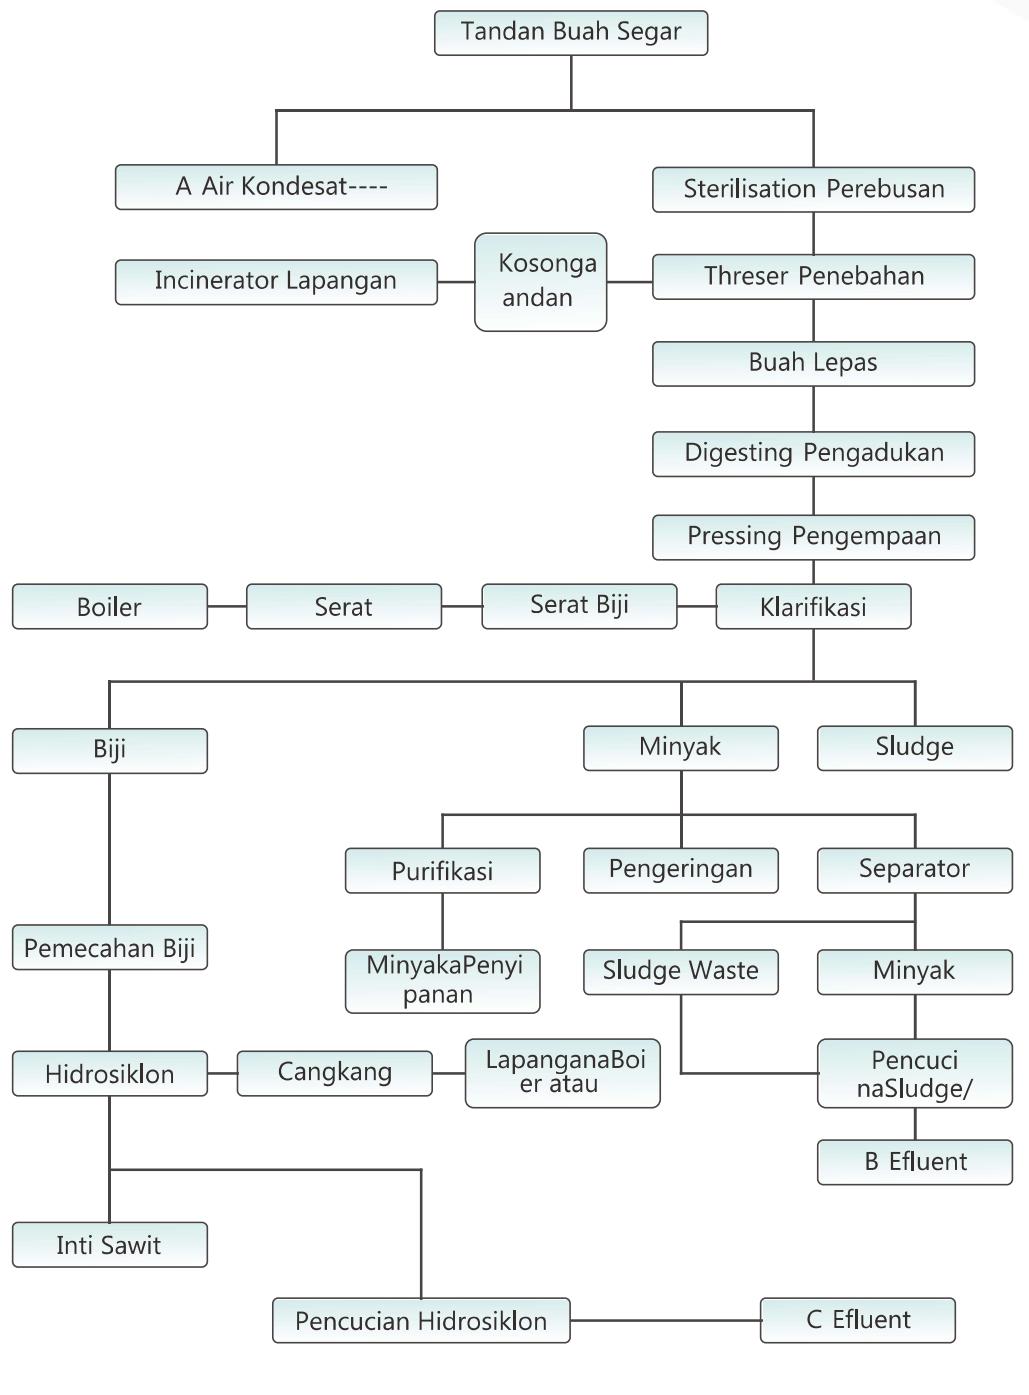 Tandan Buah Segar
A Air Kondesat----
Sterilisation Perebusan
Incinerator Lapangan
Kosonga
andan
Threser Penebahan
Buah Lepas
Digesting Pengadukan
Pressing Pengempaan
Boiler
Serat
Serat Biji
Klarifikasi
Biji
Minyak
Sludge
Purifikasi
Pengeringan
Separator
Pemecahan Biji
MinyakaPenyi
panan
Sludge Waste
Minyak
Hidrosiklon
Cangkang
LapanganaBoi
er atau
Pencuci
naSludge/
B Efluent
Inti Sawit
Pencucian Hidrosiklon
C Efluent